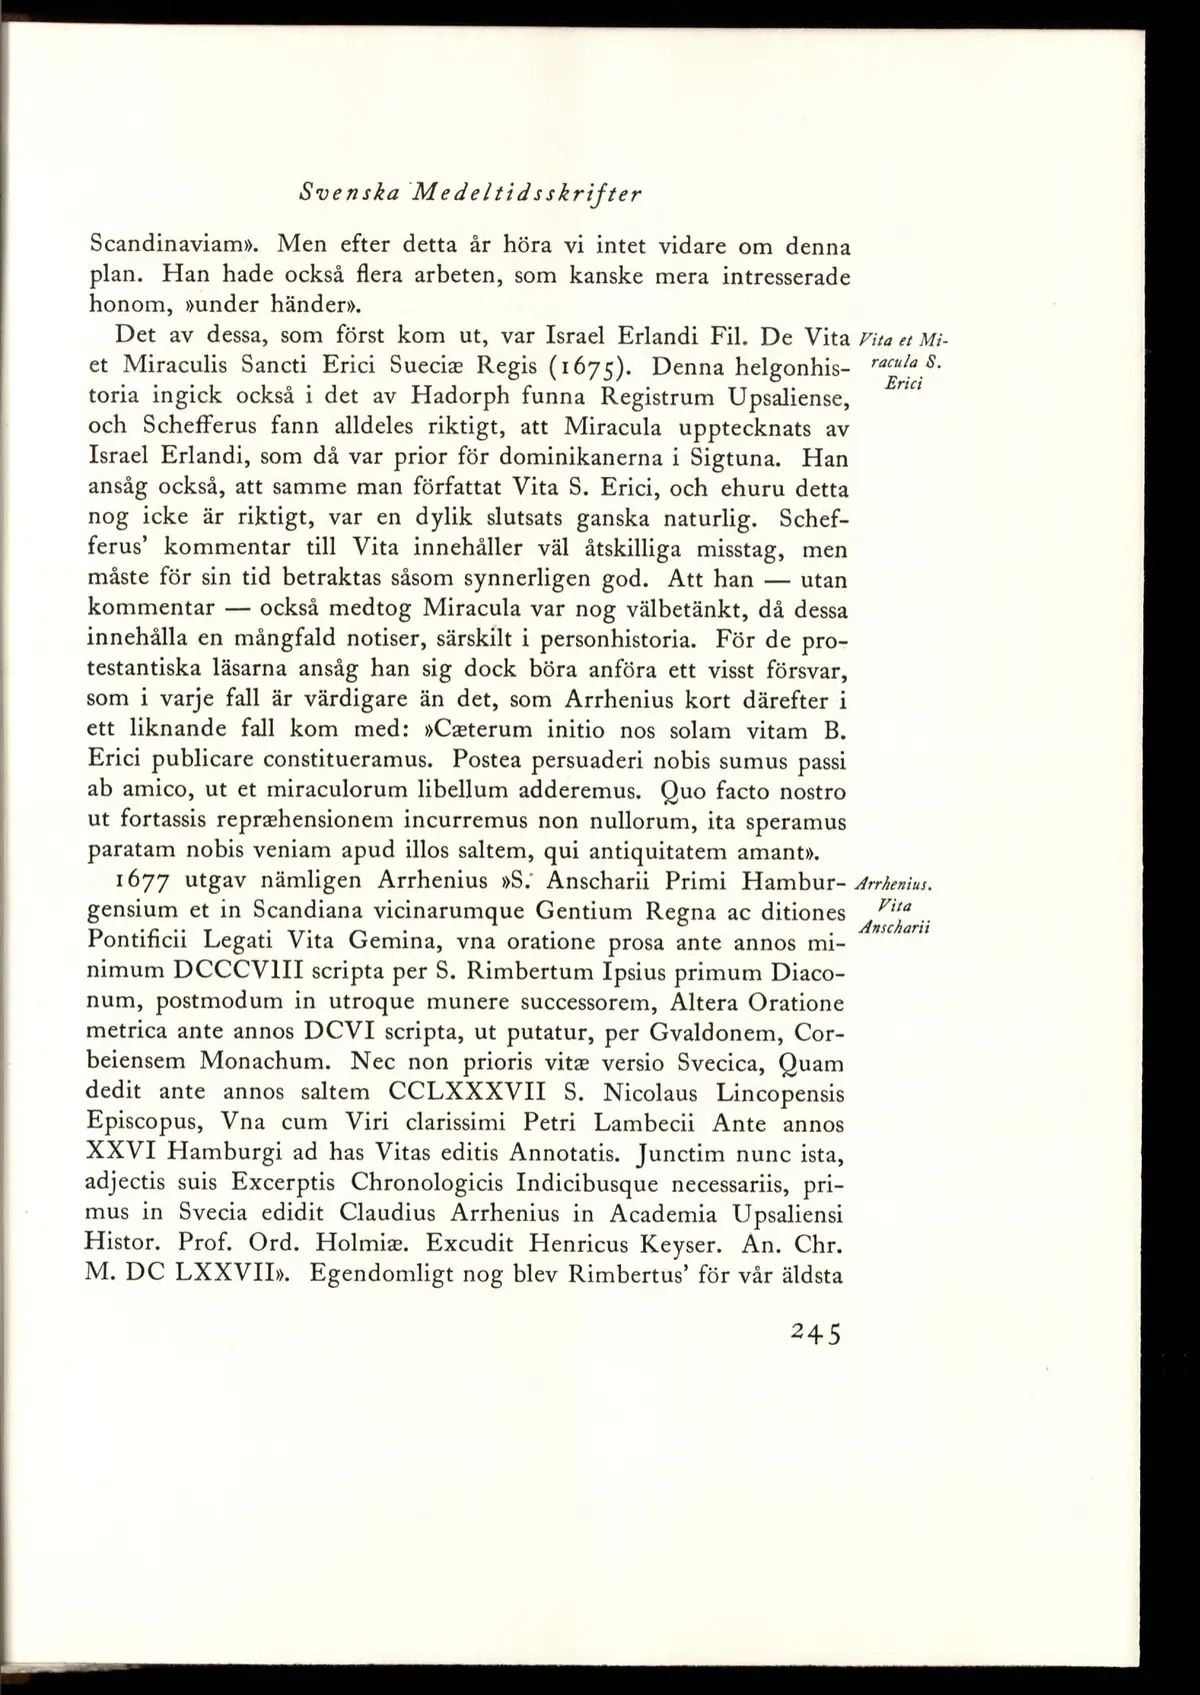 Svenska Medeltidsskrifter
Scandinaviam». Men efter detta år höra vi intet vidare om denna
plan. Han hade också flera arbeten, som kanske mera intresserade
honom, »under händer».
Det av dessa, som först kom ut, var Israel Erlandi Fil. De Vita
et Miraculis Sancti Erici Sueciæ Regis (1675). Denna helgonhis-
toria ingick också i det av Hadorph funna Registrum Upsaliense,
och Schefferus fann alldeles riktigt, att Miracula upptecknats av
Israel Erlandi, som då var prior för dominikanerna i Sigtuna. Han
ansåg också, att samme man författat Vita S. Erici, och ehuru detta
nog icke är riktigt, var en dylik slutsats ganska naturlig. Schef-
ferus’ kommentar till Vita innehåller väl åtskilliga misstag, men
måste för sin tid betraktas såsom synnerligen god. Att han — utan
kommentar — också medtog Miracula var nog välbetänkt, då dessa
innehålla en mångfald notiser, särskilt i personhistoria. För de pro-
testantiska läsarna ansåg han sig dock böra anföra ett visst försvar,
som i varje fall är värdigare än det, som Arrhenius kort därefter i
ett liknande fall kom med: »Cæterum initio nos solam vitam B.
Erici publicare constitueramus. Postea persuaderi nobis sumus passi
ab amico, ut et miraculorum libellum adderemus. Quo facto nostro
ut fortassis repræhensionem incurremus non nullorum, ita speramus
paratam nobis veniam apud illos saltem, qui antiquitatem amant».
1677 utgav nämligen Arrhenius »S. Anscharii Primi Hambur-
gensium et in Scandiana vicinarumque Gentium Regna ac ditiones
Pontificii Legati Vita Gemina, vna oratione prosa ante annos mi-
nimum DCCCVIII scripta per S. Rimbertum Ipsius primum Diaco-
num, postmodum in utroque munere successorem, Altera Oratione
metrica ante annos DCVI scripta, ut putatur, per Gvaldonem, Cor-
beiensem Monachum. Nec non prioris vitæ versio Svecica, Quam
dedit ante annos saltem CCLXXXVII S. Nicolaus Lincopensis
Episcopus, Vna cum Viri clarissimi Petri Lambecii Ante annos
XXVI Hamburgi ad has Vitas editis Annotatis. Junctim nunc ista,
adjectis suis Excerptis Chronologicis Indicibusque necessariis, pri-
mus in Svecia edidit Claudius Arrhenius in Academia Upsaliensi
Histor. Prof. Ord. Holmiæ. Excudit Henricus Keyser. An. Chr.
M. DC LXXVII». Egendomligt nog blev Rimbertus’ för vår äldsta
Vita et Mi-
racula S.
Erici
Arrhenius.
Vita
Anscharii
245